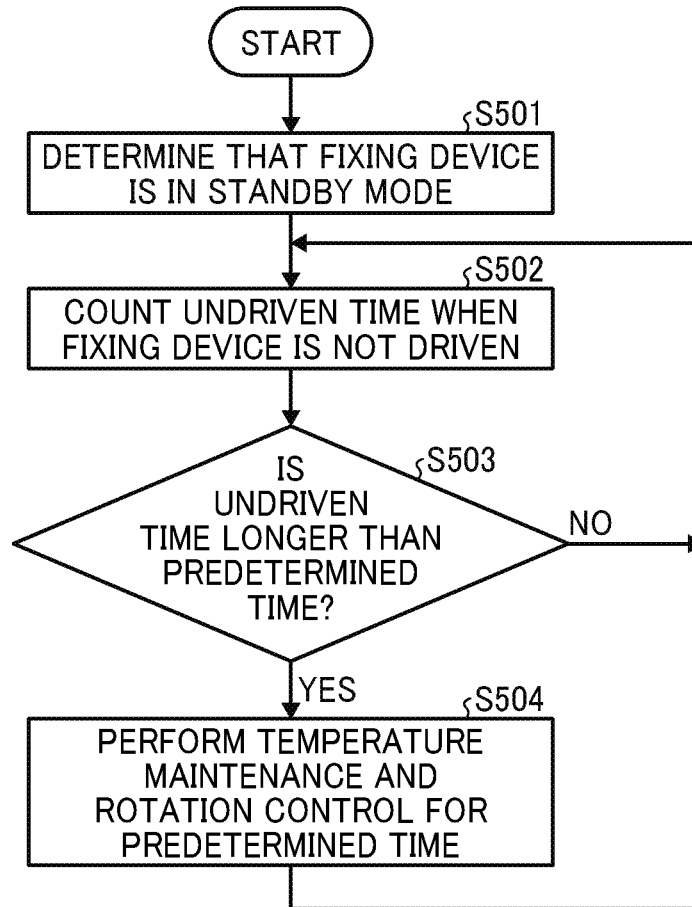 START
S501
DETERMINE THAT FIXING DEVICE
IS IN STANDBY MODE
S502
COUNT UNDRIVEN TIME WHEN
FIXING DEVICE IS NOT DRIVEN
S503
IS
UNDRIVEN
TIME LONGER THAN
PREDETERMINED
TIME?
NO
YES
S504
PERFORM TEMPERATURE
MAINTENANCE AND
ROTATION CONTROL FOR
PREDETERMINED TIME